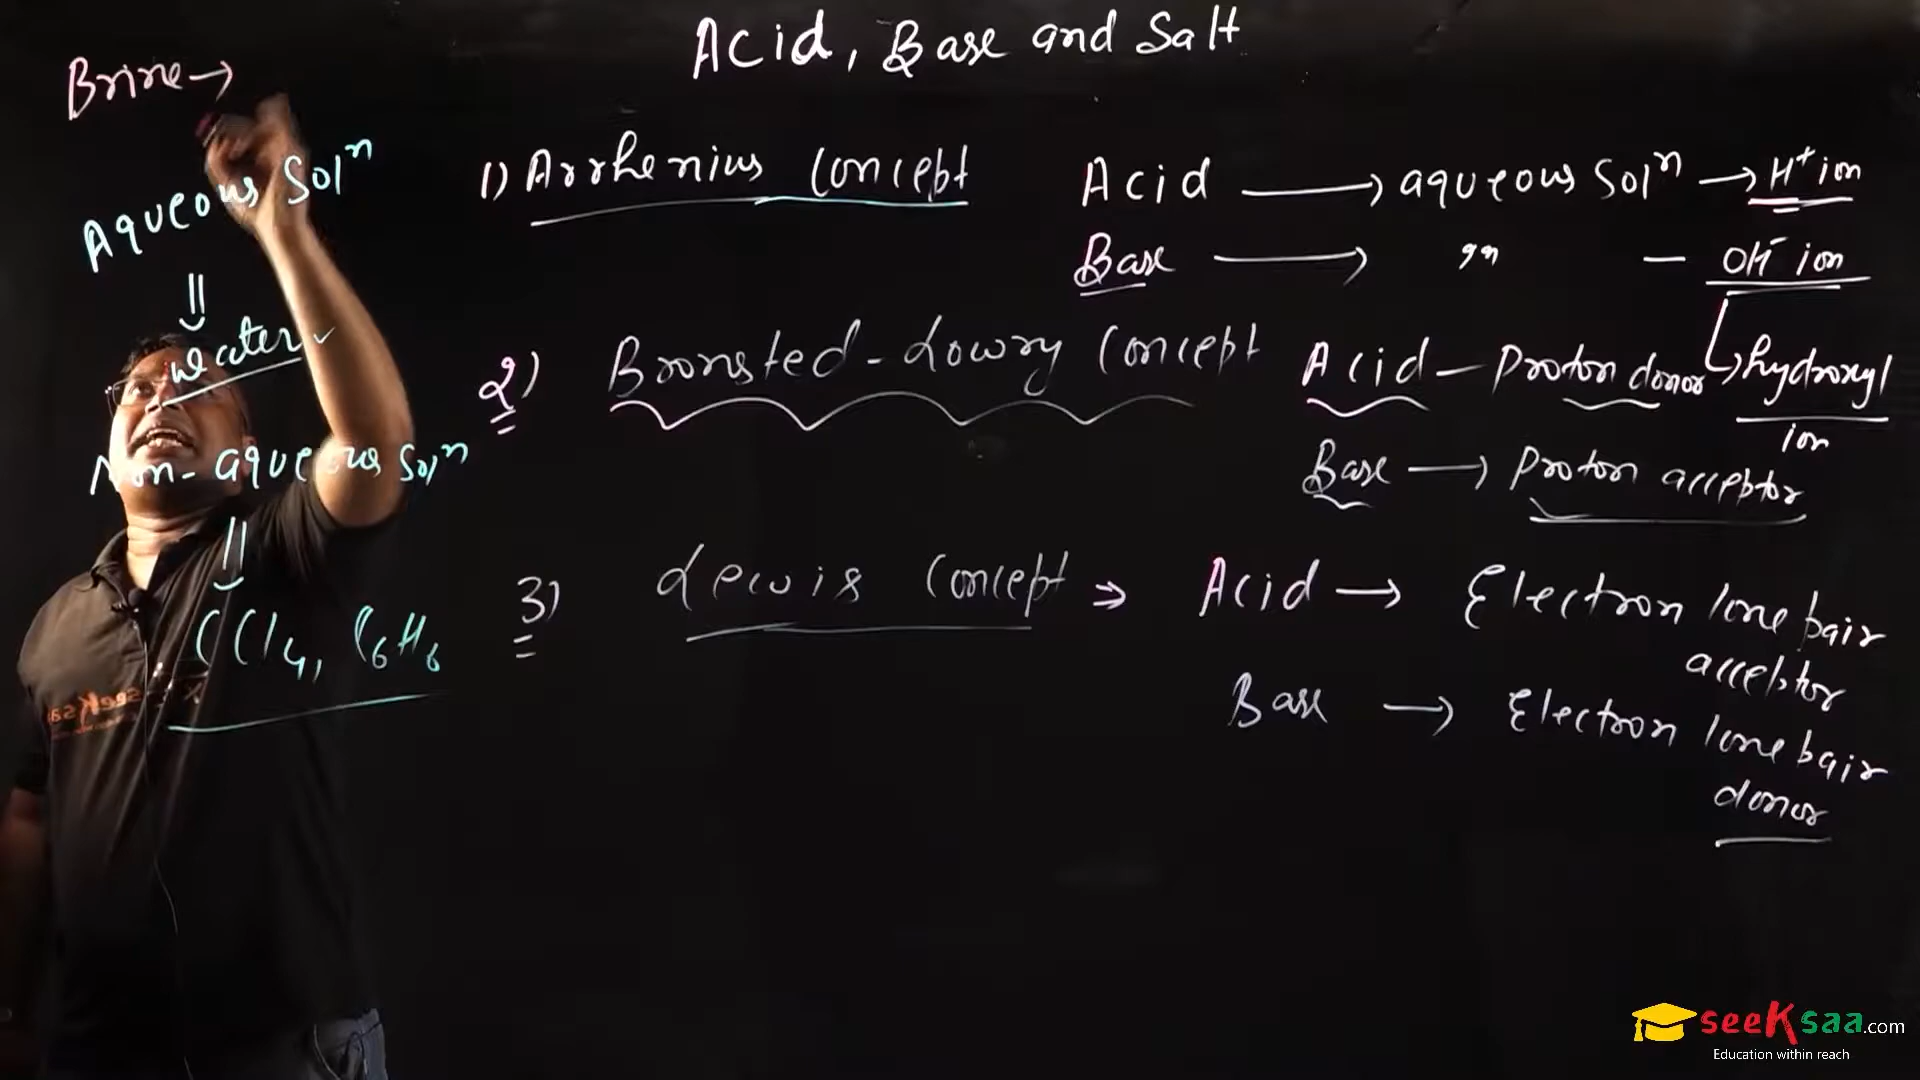 Acid, Base and Salt
Brine →
Aqueous Solⁿ
⇓
water ✓
Non-aqueous Solⁿ
⇓
CCl₄, C₆H₆
1) Arrhenius Concept
Acid → aqueous Solⁿ → H⁺ ion
Base → " — OH⁻ ion
↳ hydroxyl ion
2) Bronsted-Lowry Concept
Acid – Proton donor
Base → Proton acceptor
3) Lewis Concept ⇒
Acid → Electron lone pair acceptor
Base → Electron lone pair donor
seeKsaa
seeKsaa.com
Education within reach